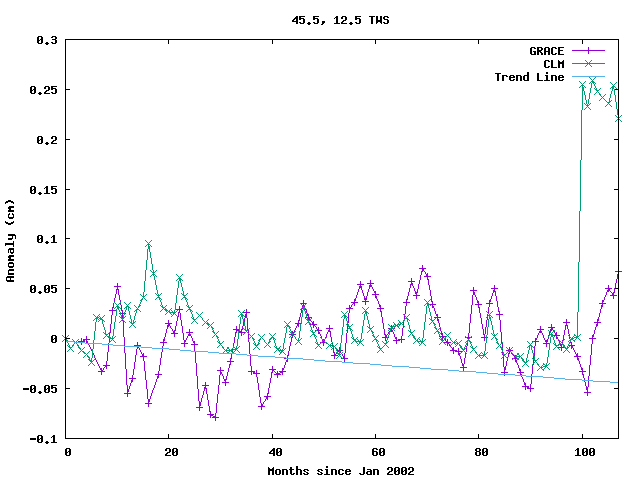 45.5, 12.5 TWS
GRACE
CLM
Trend Line
0.3
0.25
0.2
0.15
0.1
0.05
0
-0.05
-0.1
Anomaly (cm)
0 20 40 60 80 100
Months since Jan 2002